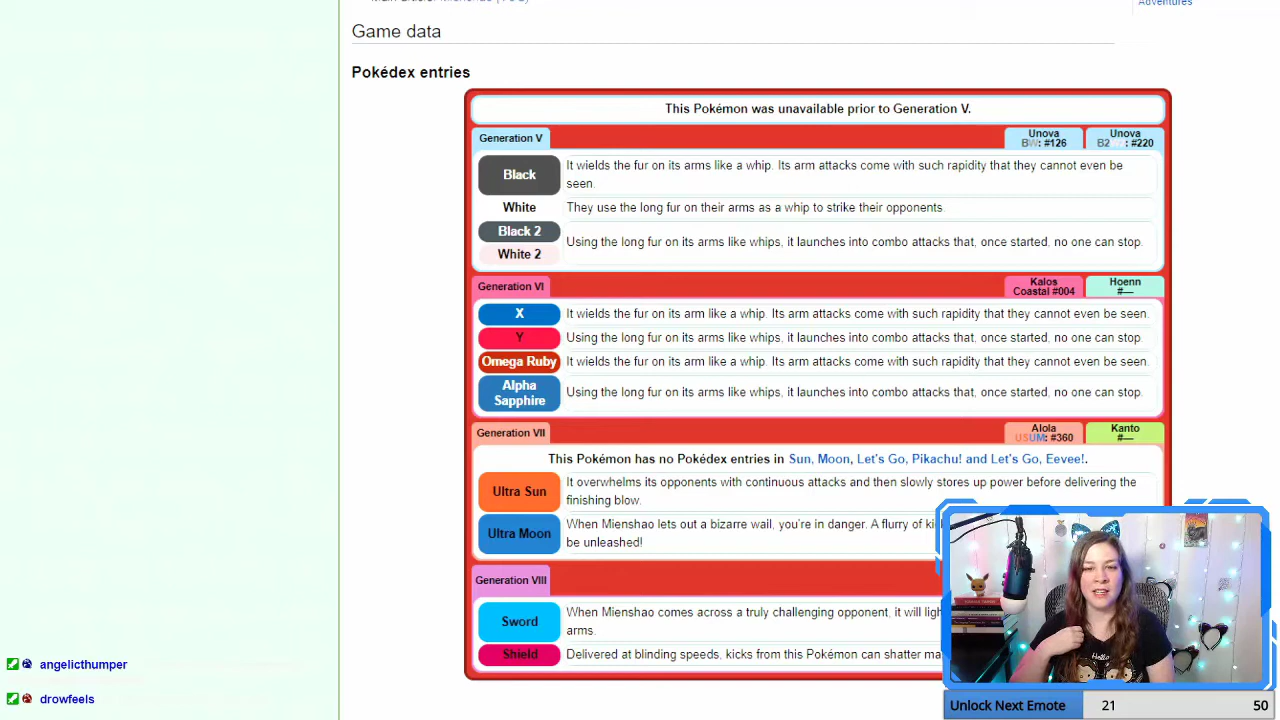 Adventures
Game data
Pokédex entries
This Pokémon was unavailable prior to Generation V.
Generation V
Unova
BW: #126
Unova
B2W2: #220
Black
It wields the fur on its arms like a whip. Its arm attacks come with such rapidity that they cannot even be
seen.
White
They use the long fur on their arms as a whip to strike their opponents.
Black 2
White 2
Using the long fur on its arms like whips, it launches into combo attacks that, once started, no one can stop.
Generation VI
Kalos
Coastal #004
Hoenn
#—
X
It wields the fur on its arm like a whip. Its arm attacks come with such rapidity that they cannot even be seen.
Y
Using the long fur on its arms like whips, it launches into combo attacks that, once started, no one can stop.
Omega Ruby
It wields the fur on its arm like a whip. Its arm attacks come with such rapidity that they cannot even be seen.
Alpha
Sapphire
Using the long fur on its arms like whips, it launches into combo attacks that, once started, no one can stop.
Generation VII
Alola
USUM: #360
Kanto
#—
This Pokémon has no Pokédex entries in Sun, Moon, Let's Go, Pikachu! and Let's Go, Eevee!.
Ultra Sun
It overwhelms its opponents with continuous attacks and then slowly stores up power before delivering the
finishing blow.
Ultra Moon
When Mienshao lets out a bizarre wail, you're in danger. A flurry of
be unleashed!
Generation VIII
Sword
When Mienshao comes across a truly challenging opponent, it will
arms.
Shield
Delivered at blinding speeds, kicks from this Pokémon can shatter
angelicthumper
drowfeels
Unlock Next Emote
21
50